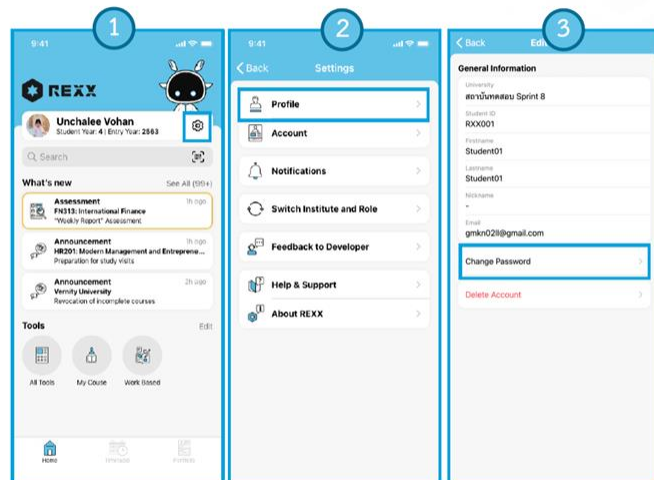 1
9:41
REXX
Unchalee Vohan
Student Year: 4 | Entry Year: 2563
Search
What's new
See All (99+)
Assessment
1h ago
FN313: International Finance
"Weekly Report" Assessment
Announcement
1h ago
HR201: Modern Management and Entreprene...
Preparation for study visits
Announcement
2h ago
Vernity University
Revocation of incomplete courses
Tools
Edit
All Tools
My Couse
Work Based
Home
Timetable
Portfolio
2
9:41
Back
Settings
Profile
Account
Notifications
Switch Institute and Role
Feedback to Developer
Help & Support
About REXX
3
Back
General Information
University
สถาบันทดสอบ Sprint 8
Student ID
RXX001
Firstname
Student01
Lastname
Student01
Nickname
-
Email
Change Password
Delete Account